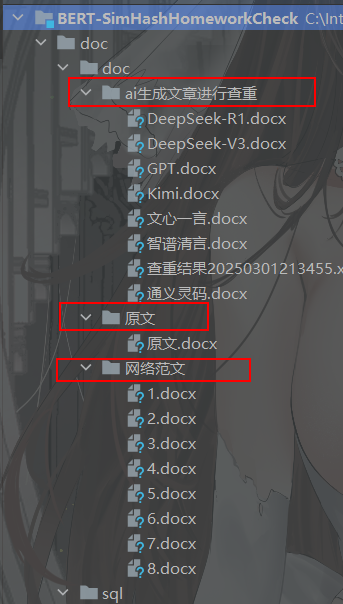 BERT-SimHashHomeworkCheck C:\Int
doc
doc
ai生成文章进行查重
DeepSeek-R1.docx
DeepSeek-V3.docx
GPT.docx
Kimi.docx
文心一言.docx
智谱清言.docx
查重结果20250301213455.x
通义灵码.docx
原文
原文.docx
网络范文
1.docx
2.docx
3.docx
4.docx
5.docx
6.docx
7.docx
8.docx
sql